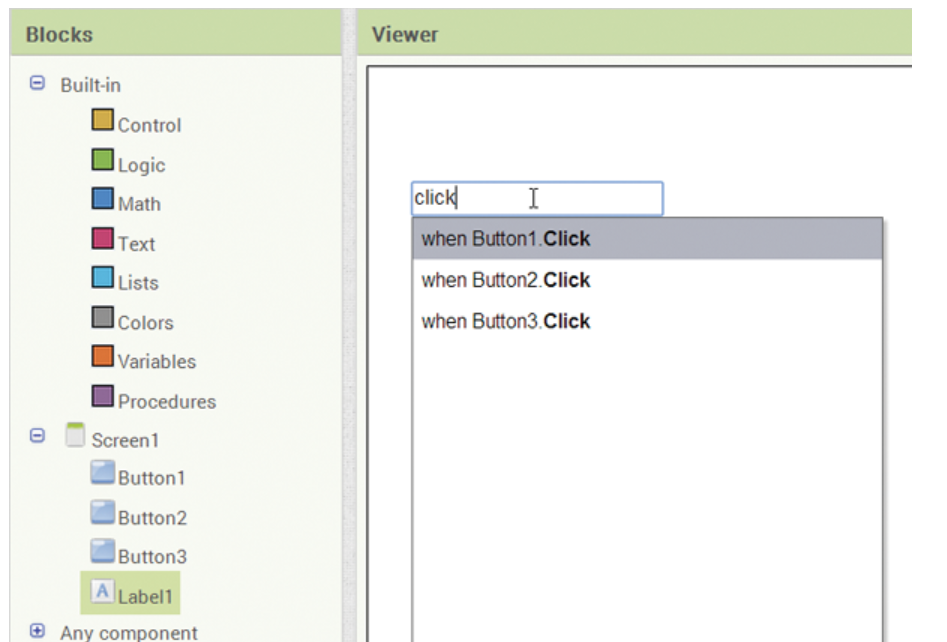 Blocks
Built-in
Control
Logic
Math
Text
Lists
Colors
Variables
Procedures
Screen1
Button1
Button2
Button3
A Label1
Any component
Viewer
click
when Button1.Click
when Button2.Click
when Button3.Click